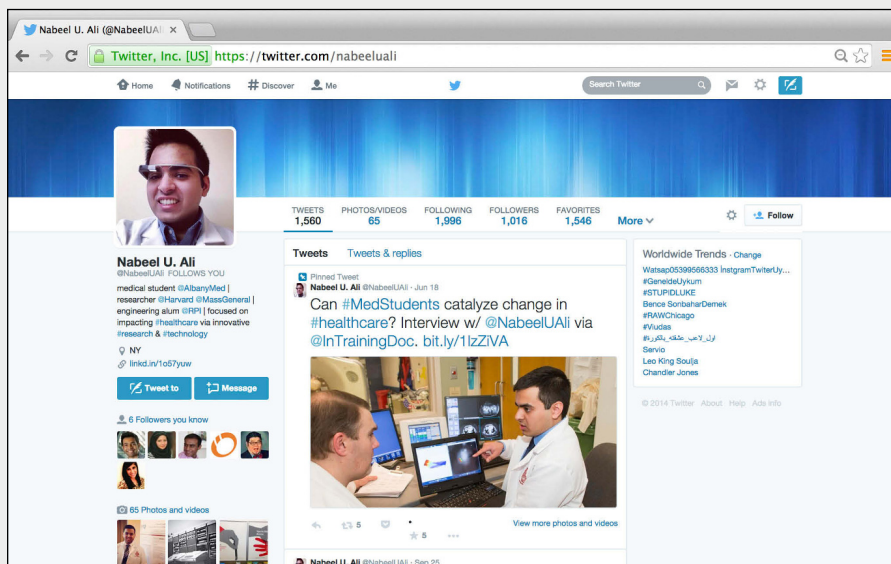 Nabeel U. Ali (@NabeelUAli
Twitter, Inc. [US] https://twitter.com/nabeeluali
Home Notifications # Discover Me Search Twitter
TWEETS PHOTOS/VIDEOS FOLLOWING FOLLOWERS FAVORITES
1,560 65 1,996 1,016 1,546 More Follow
Nabeel U. Ali
@NabeelUAli FOLLOWS YOU
medical student @AlbanyMed |
researcher @Harvard @MassGeneral |
engineering alum @RPI | focused on
impacting #healthcare via innovative
#research & #technology
NY
linkd.in/1o57yuw
Tweet to Message
6 Followers you know
65 Photos and videos
Tweets Tweets & replies
Pinned Tweet
Nabeel U. Ali @NabeelUAli · Jun 18
Can #MedStudents catalyze change in
#healthcare? Interview w/ @NabeelUAli via
@InTrainingDoc. bit.ly/1lzZiVA
5
5
View more photos and videos
Nabeel U. Ali @NabeelUAli · Sep 25
Worldwide Trends · Change
Watsap05399566333 İnstgramTwiterUy...
#GeneldeUykum
#STUPIDLUKE
Bence SonbaharDemek
#RAWChicago
#Viudas
#اول_لاعب_عشقته_بالكوره
Servio
Leo King Soulja
Chandler Jones
© 2014 Twitter About Help Ads info